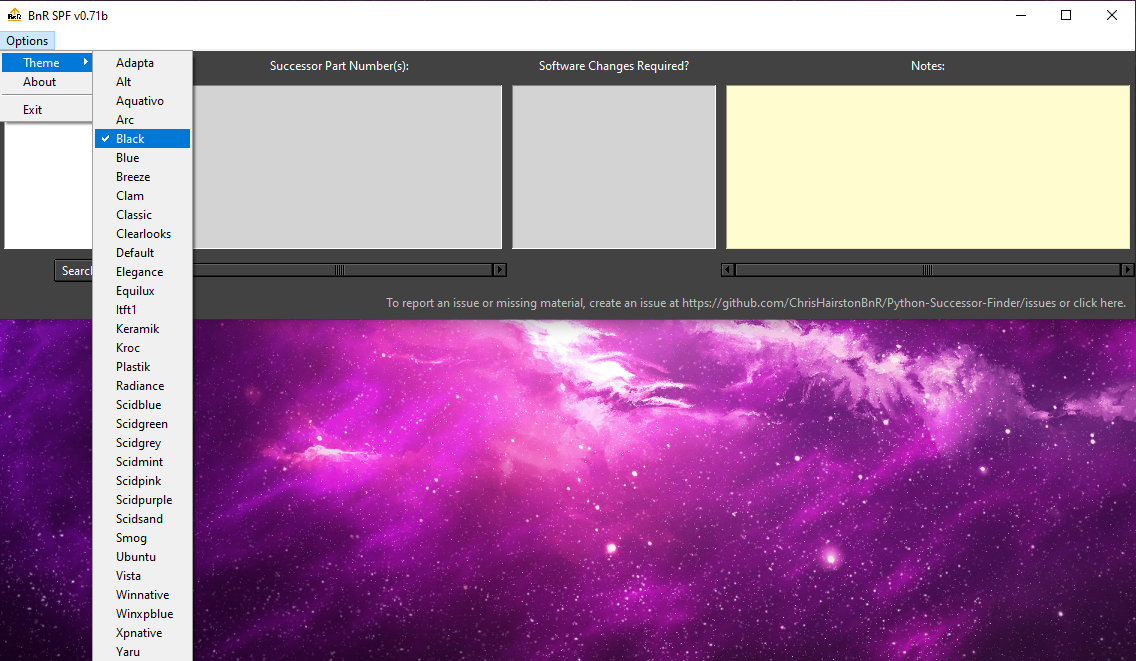 BnR SPF v0.71b
Options
Theme
About
Exit
Adapta
Alt
Aquativo
Arc
Black
Blue
Breeze
Clam
Classic
Clearlooks
Default
Elegance
Equilux
Itft1
Keramik
Kroc
Plastik
Radiance
Scidblue
Scidgreen
Scidgrey
Scidmint
Scidpink
Scidpurple
Scidsand
Smog
Ubuntu
Vista
Winnative
Winxpblue
Xpnative
Yaru
Successor Part Number(s):
Software Changes Required?
Notes:
Search
To report an issue or missing material, create an issue at https://github.com/ChrisHairstonBnR/Python-Successor-Finder/issues or click here.